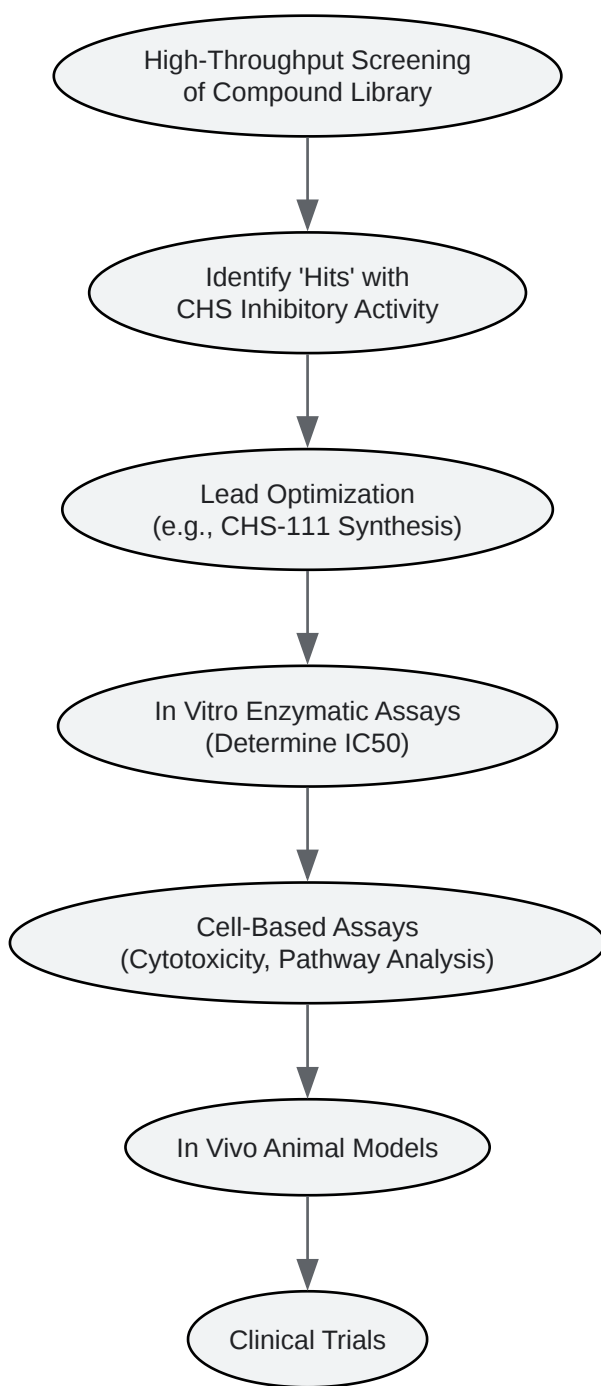 High-Throughput Screening
of Compound Library
Identify 'Hits' with
CHS Inhibitory Activity
Lead Optimization
(e.g., CHS-111 Synthesis)
In Vitro Enzymatic Assays
(Determine IC50)
Cell-Based Assays
(Cytotoxicity, Pathway Analysis)
In Vivo Animal Models
Clinical Trials